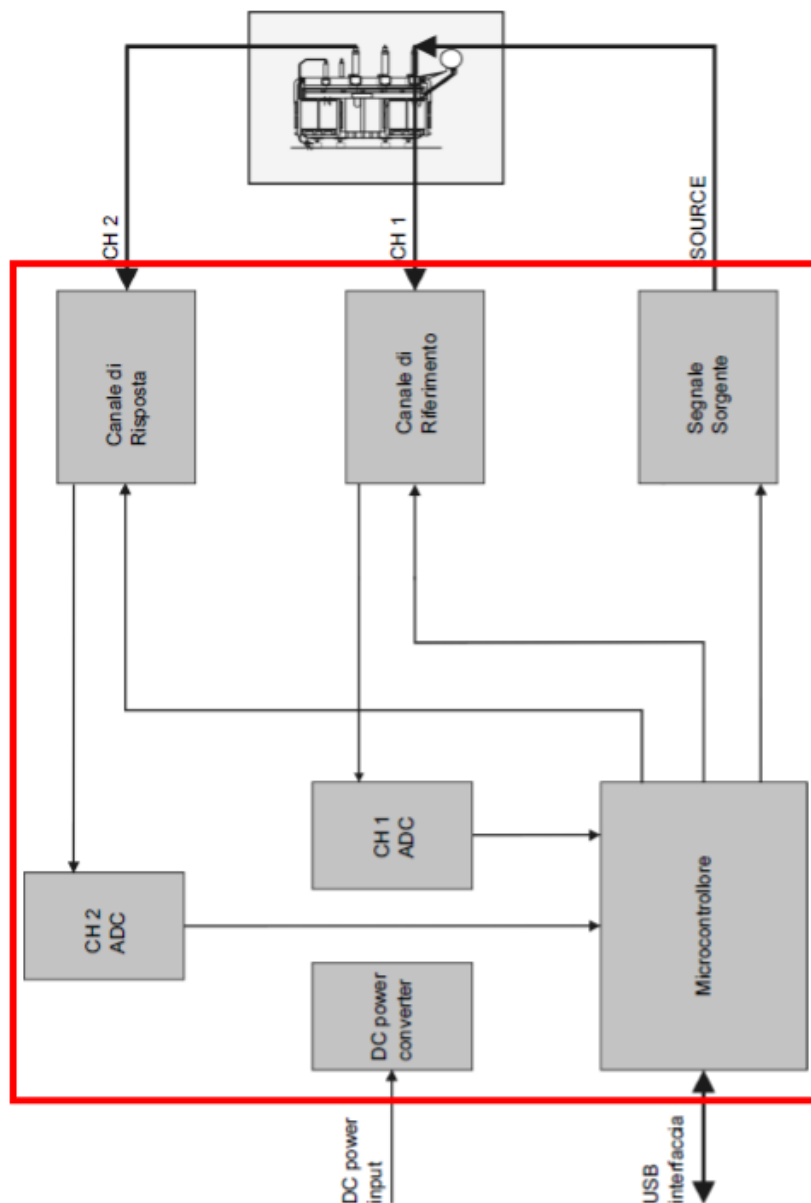 CH 2
CH 1
SOURCE
Canale di
Risposta
Canale di
Riferimento
Segnale
Sorgente
CH 2
ADC
CH 1
ADC
DC power
converter
Microcontrollore
DC power
input
USB
interfaccia